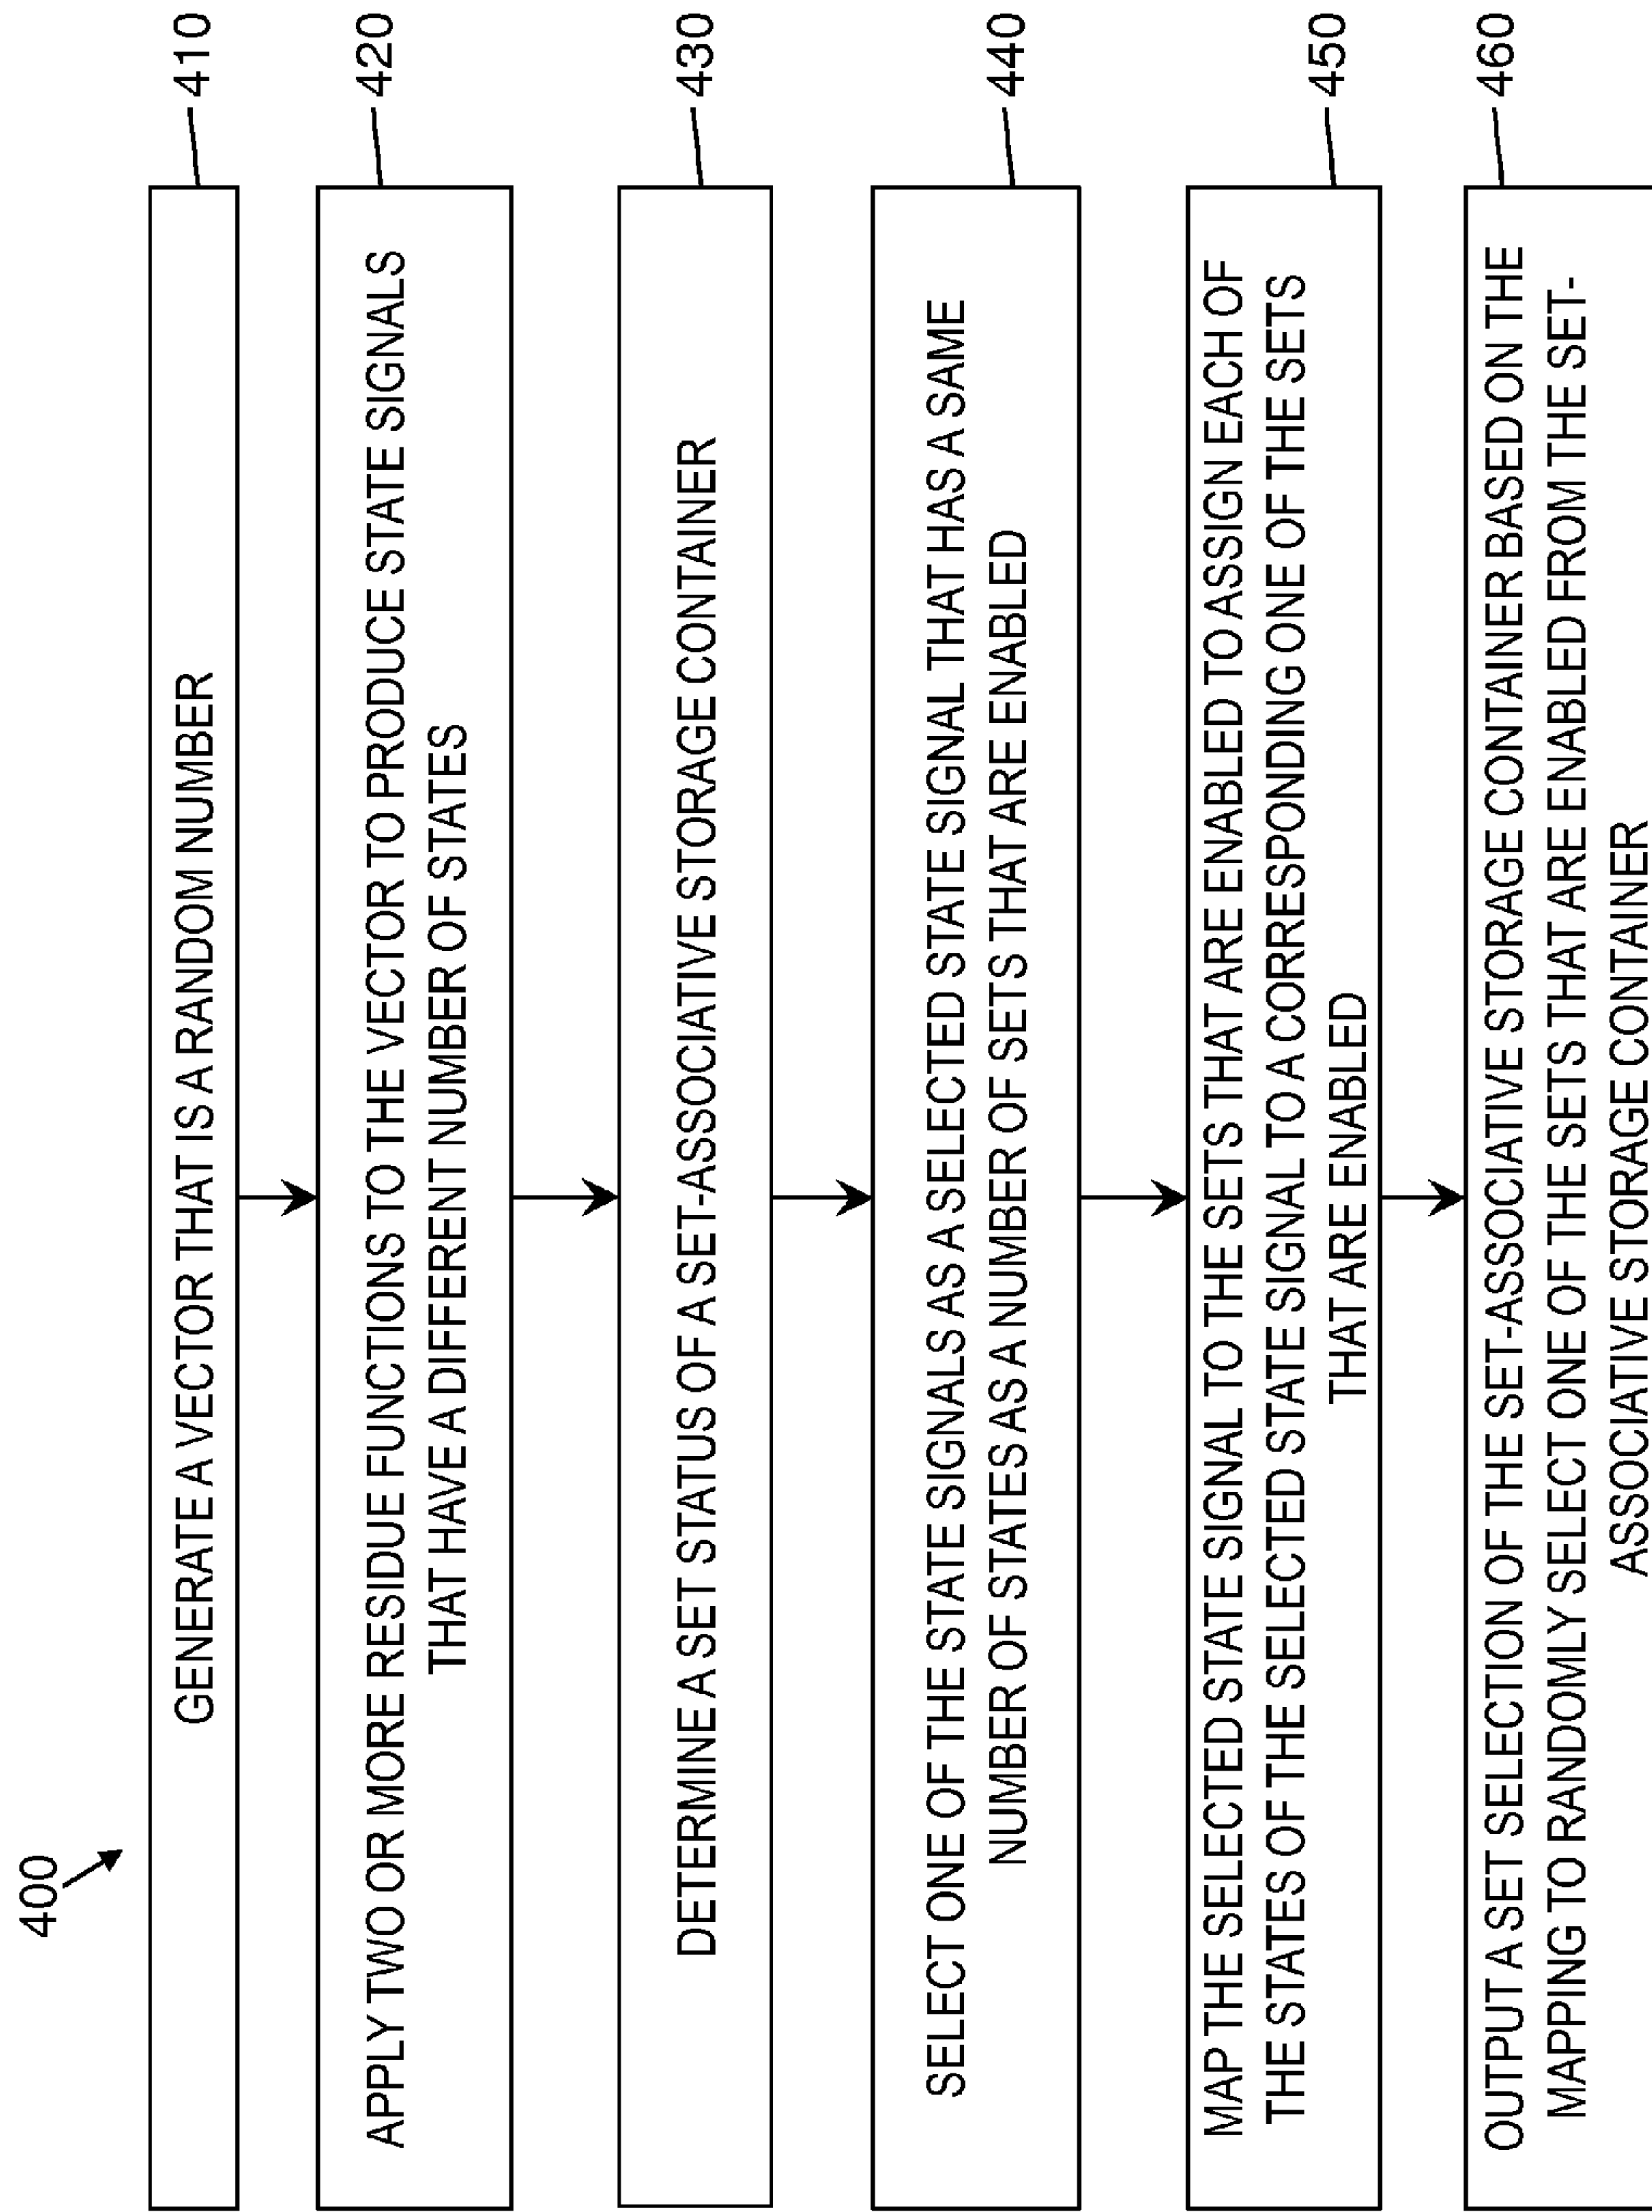 400
GENERATE A VECTOR THAT IS A RANDOM NUMBER
410
APPLY TWO OR MORE RESIDUE FUNCTIONS TO THE VECTOR TO PRODUCE STATE SIGNALS
THAT HAVE A DIFFERENT NUMBER OF STATES
420
DETERMINE A SET STATUS OF A SET-ASSOCIATIVE STORAGE CONTAINER
430
SELECT ONE OF THE STATE SIGNALS AS A SELECTED STATE SIGNAL THAT HAS A SAME
NUMBER OF STATES AS A NUMBER OF SETS THAT ARE ENABLED
440
MAP THE SELECTED STATE SIGNAL TO THE SETS THAT ARE ENABLED TO ASSIGN EACH OF
THE STATES OF THE SELECTED STATE SIGNAL TO A CORRESPONDING ONE OF THE SETS
THAT ARE ENABLED
450
OUTPUT A SET SELECTION OF THE SET-ASSOCIATIVE STORAGE CONTAINER BASED ON THE
MAPPING TO RANDOMLY SELECT ONE OF THE SETS THAT ARE ENABLED FROM THE SET-
ASSOCIATIVE STORAGE CONTAINER
460